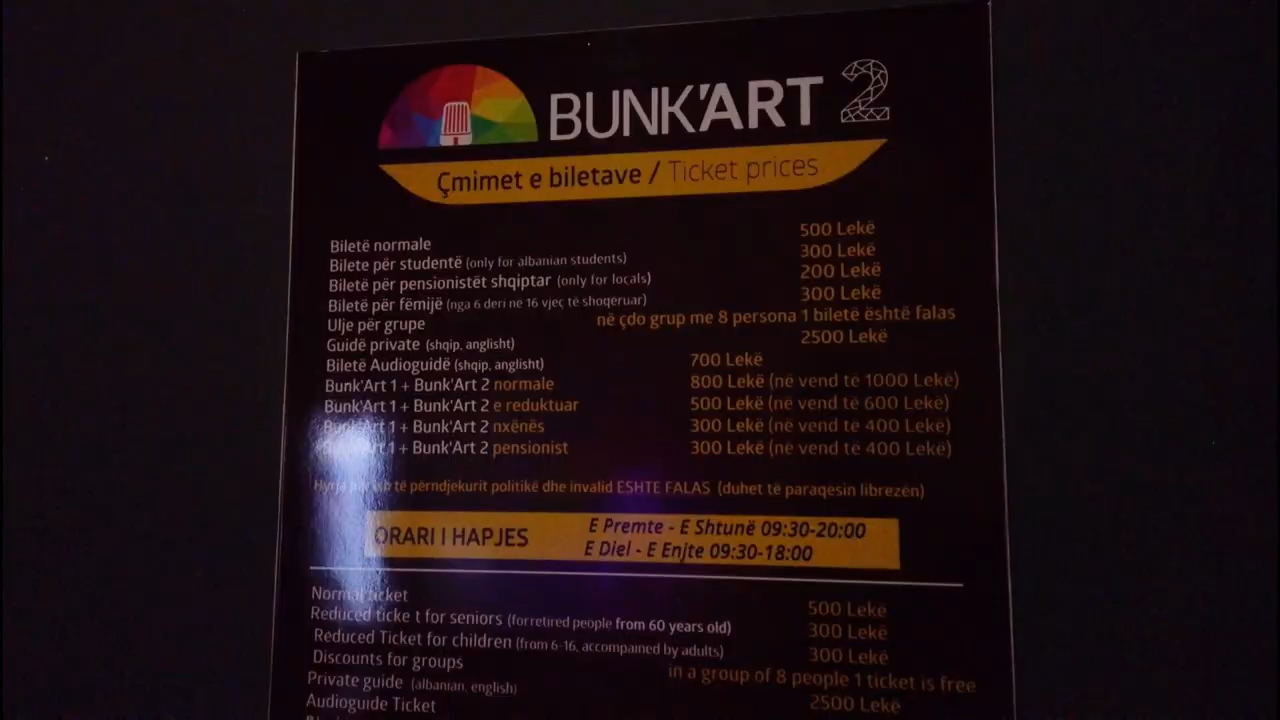 BUNK'ART 2
Çmimet e biletave / Ticket prices
Biletë normale 500 Lekë
Bilete për studentë (only for albanian students) 300 Lekë
Biletë për pensionistët shqiptar (only for locals) 200 Lekë
Biletë për fëmijë (nga 6 deri në 16 vjeç të shoqeruar) 300 Lekë
Ulje për grupe në çdo grup me 8 persona 1 biletë është falas
Guidë private (shqip, anglisht) 2500 Lekë
Biletë Audioguidë (shqip, anglisht) 700 Lekë
Bunk'Art 1 + Bunk'Art 2 normale 800 Lekë (në vend të 1000 Lekë)
Bunk'Art 1 + Bunk'Art 2 e reduktuar 500 Lekë (në vend të 600 Lekë)
Bunk'Art 1 + Bunk'Art 2 nxënës 300 Lekë (në vend të 400 Lekë)
Bunk'Art 1 + Bunk'Art 2 pensionist 300 Lekë (në vend të 400 Lekë)
Hyrja për ish të përndjekurit politikë dhe invalid ESHTE FALAS (duhet të paraqesin librezën)
ORARI I HAPJES
E Premte - E Shtunë 09:30-20:00
E Diel - E Enjte 09:30-18:00
Normal ticket 500 Lekë
Reduced ticke t for seniors (forretired people from 60 years old) 300 Lekë
Reduced Ticket for children (from 6-16, accompained by adults) 300 Lekë
Discounts for groups in a group of 8 people 1 ticket is free
Private guide (albanian, english) 2500 Lekë
Audioguide Ticket